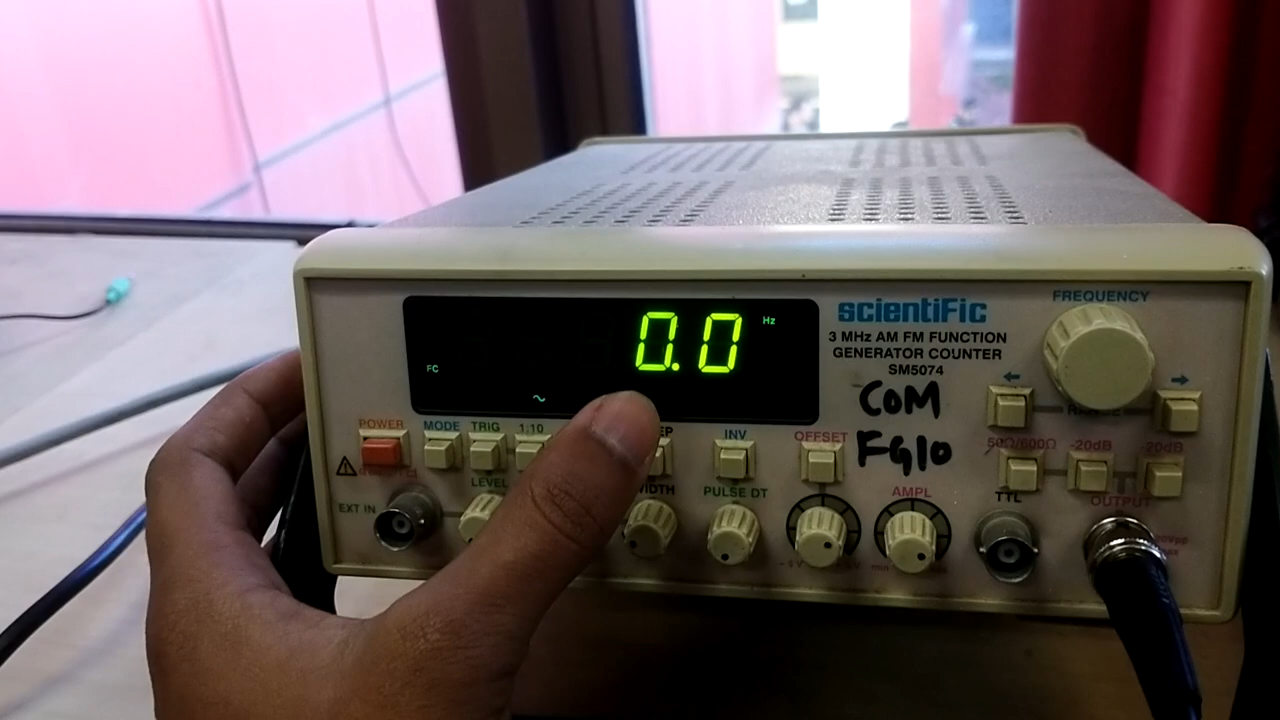 scientiFic
3 MHz AM FM FUNCTION
GENERATOR COUNTER
SM5074
COM
FG10
FREQUENCY
0.0 Hz
FC
~
POWER
MODE
TRIG
1:10
INV
OFFSET
50Ω/600Ω
-20dB
-20dB
LEVEL
PULSE DT
AMPL
TTL
OUTPUT
EXT IN
min